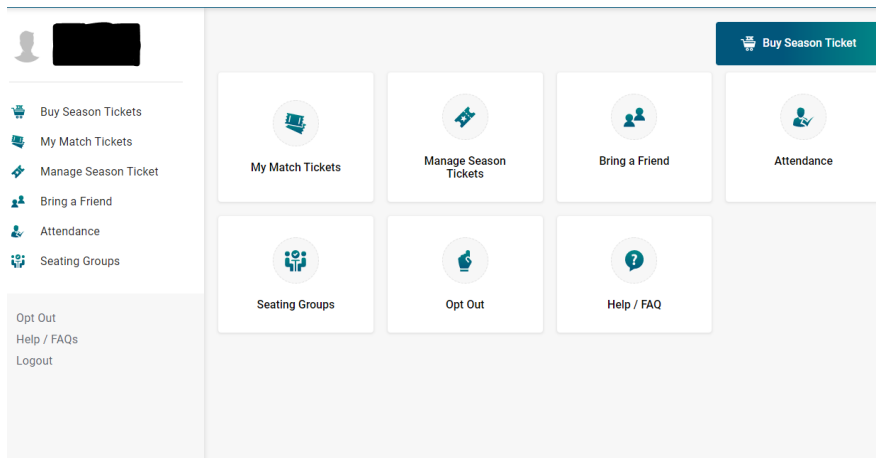 Buy Season Ticket
Buy Season Tickets
My Match Tickets
Manage Season Ticket
Bring a Friend
Attendance
Seating Groups
Opt Out
Help / FAQs
Logout
My Match Tickets
Manage Season
Tickets
Bring a Friend
Attendance
Seating Groups
Opt Out
Help / FAQ